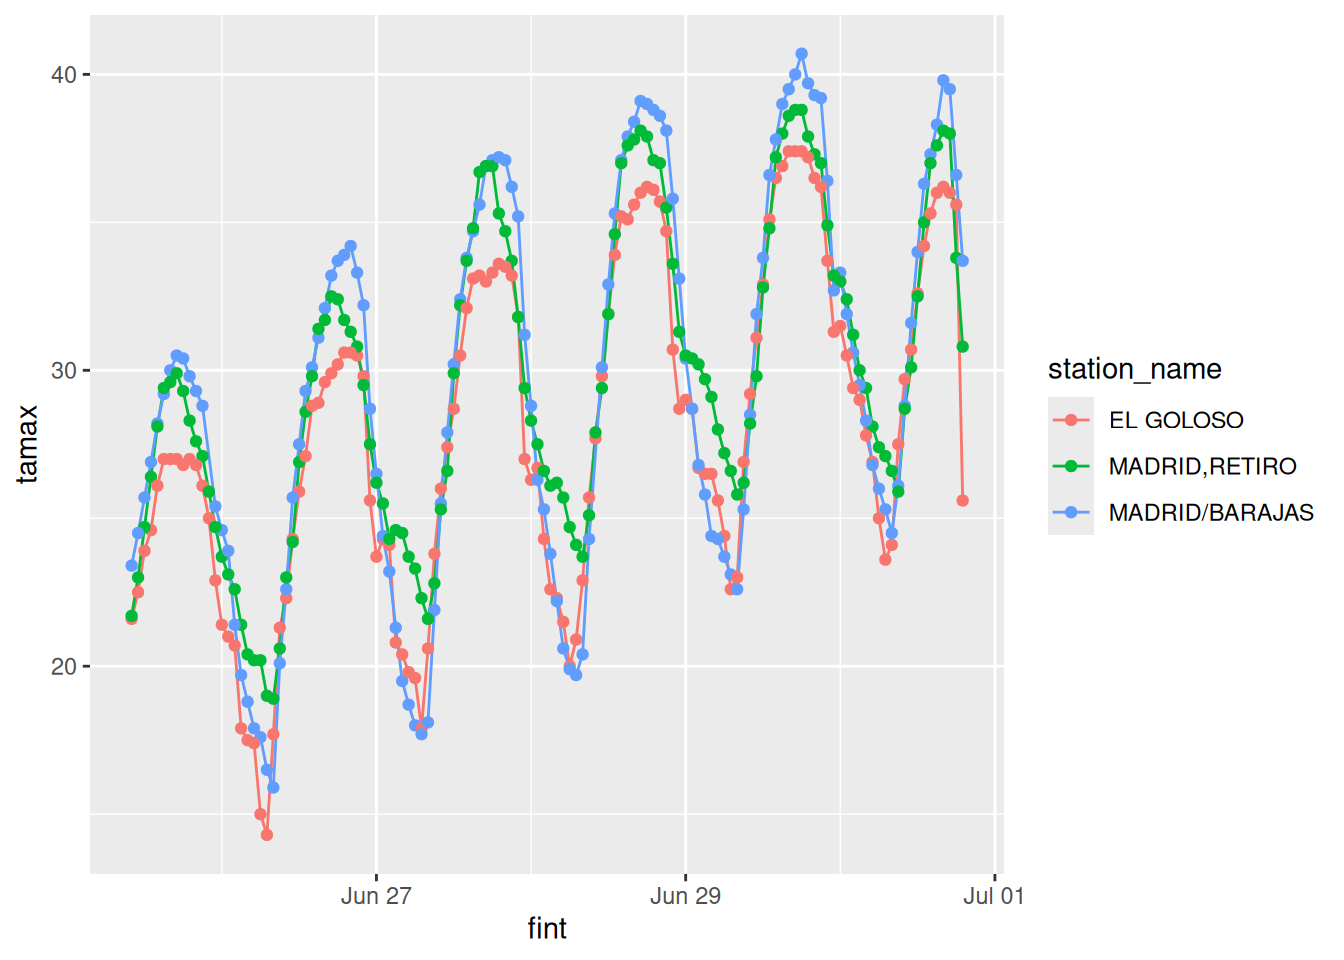 tamax
40
30
20
Jun 27
Jun 29
Jul 01
fint
station_name
EL GOLOSO
MADRID,RETIRO
MADRID/BARAJAS